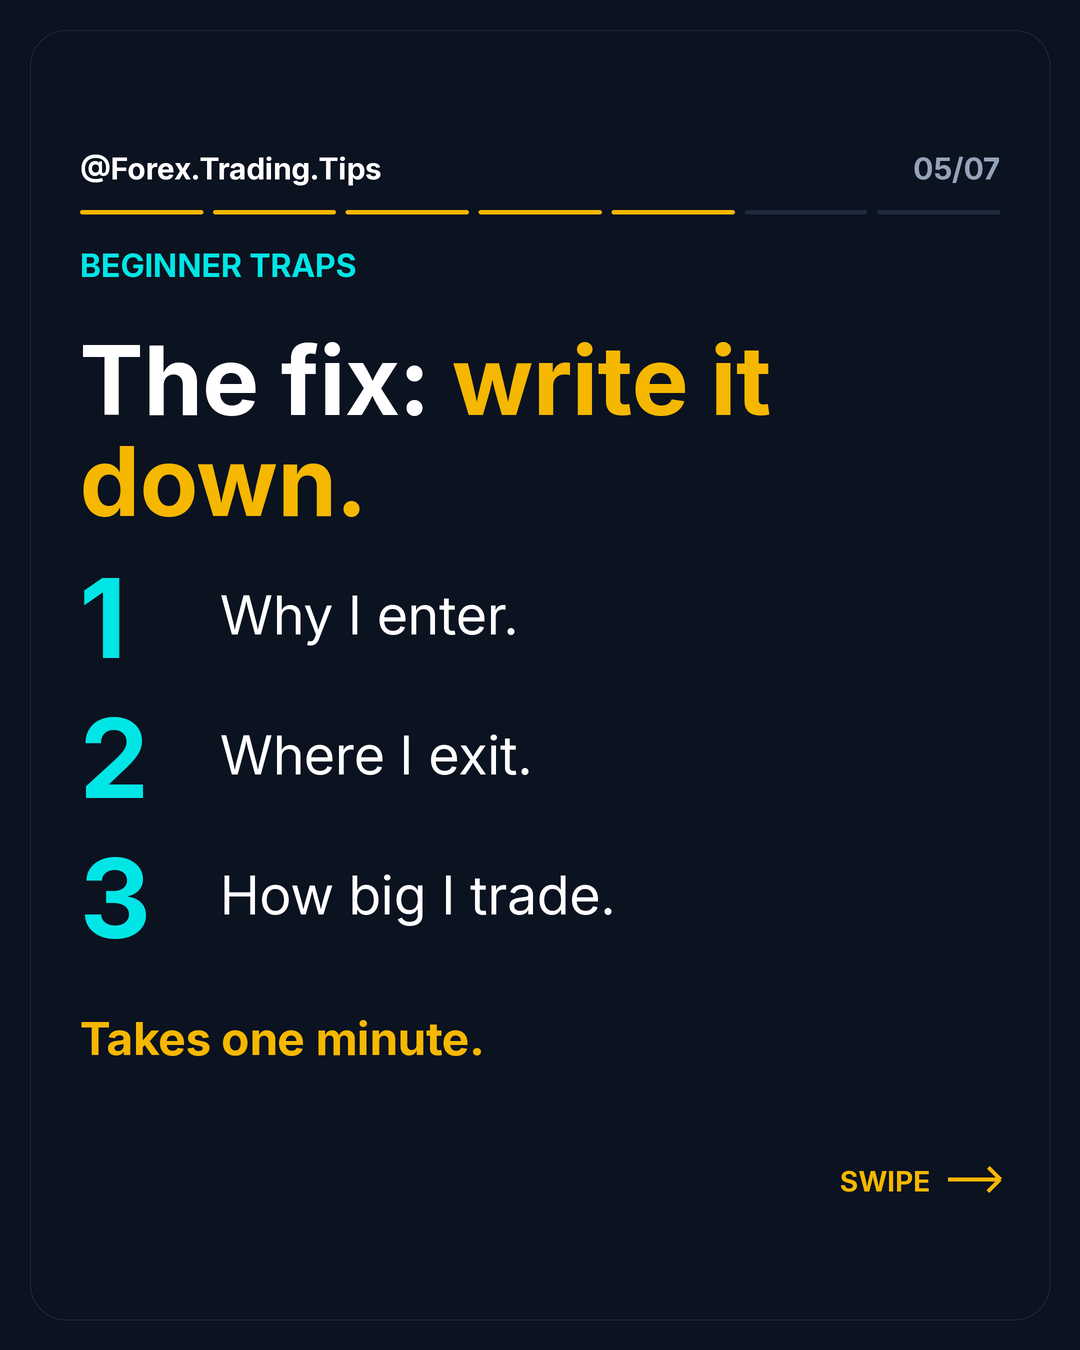 @Forex.Trading.Tips
05/07
BEGINNER TRAPS
The fix: write it
down.
1 Why I enter.
2 Where I exit.
3 How big I trade.
Takes one minute.
SWIPE